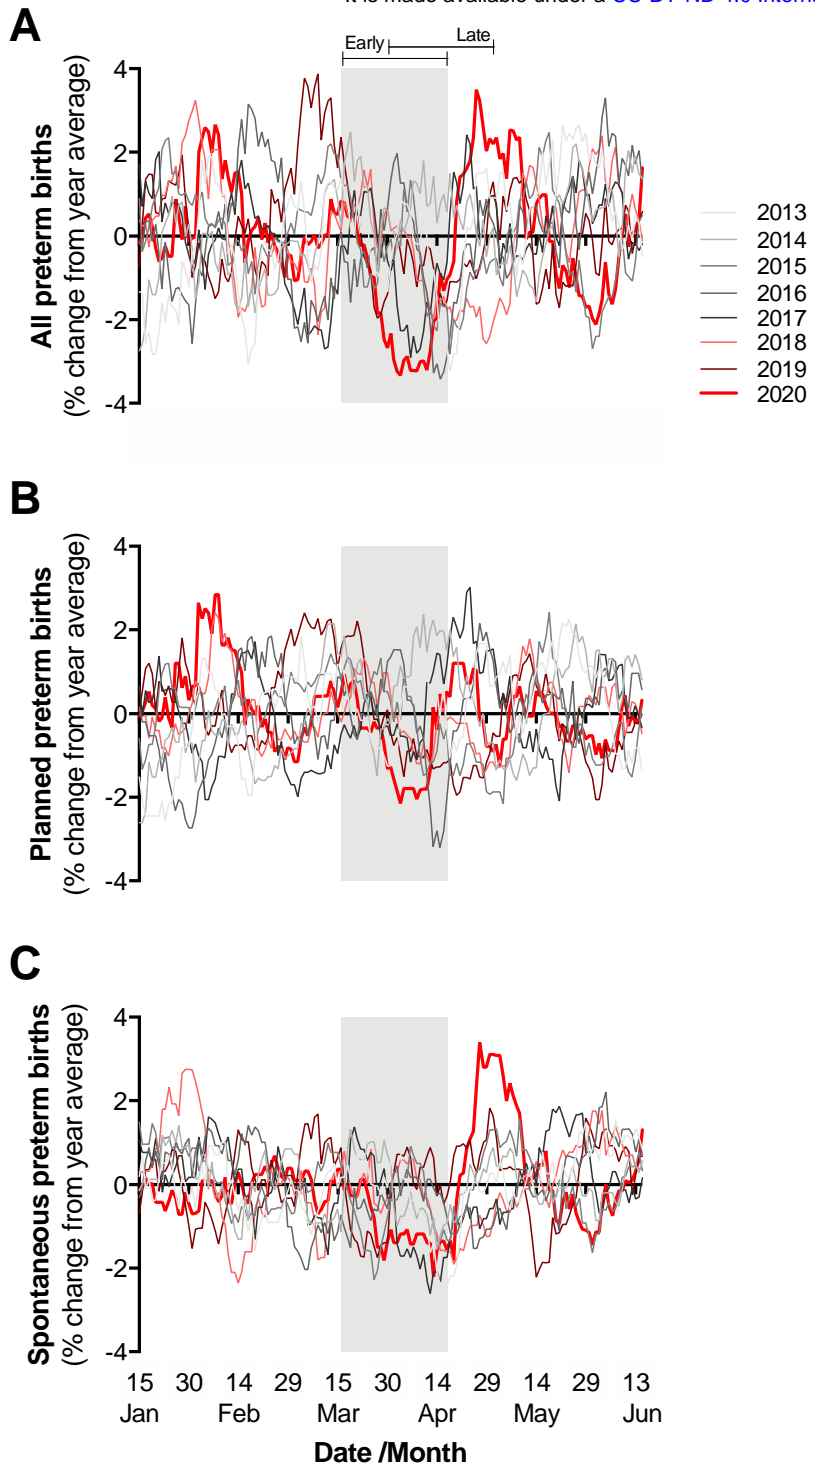 A
Early
Late
All preterm births
(% change from year average)
4
2
0
-2
-4
2013
2014
2015
2016
2017
2018
2019
2020
B
Planned preterm births
(% change from year average)
4
2
0
-2
-4
C
Spontaneous preterm births
(% change from year average)
4
2
0
-2
-4
15 30 14 29 15 30 14 29 14 29 13
Jan Feb Mar Apr May Jun
Date /Month